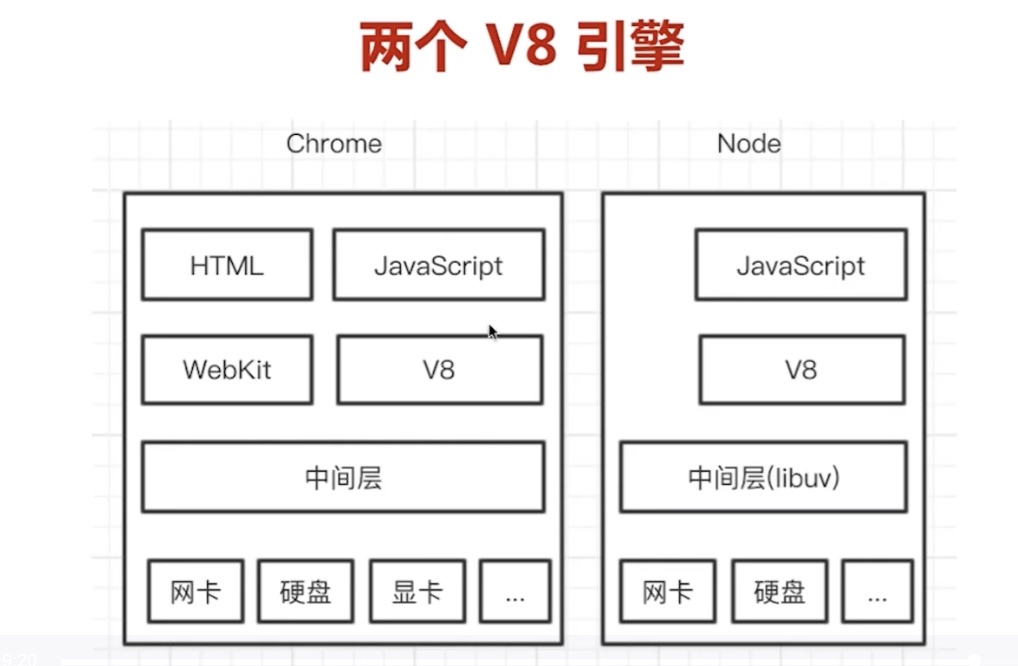 两个 V8 引擎
Chrome
Node
HTML
JavaScript
JavaScript
WebKit
V8
V8
中间层
中间层(libuv)
网卡
硬盘
显卡
...
网卡
硬盘
...